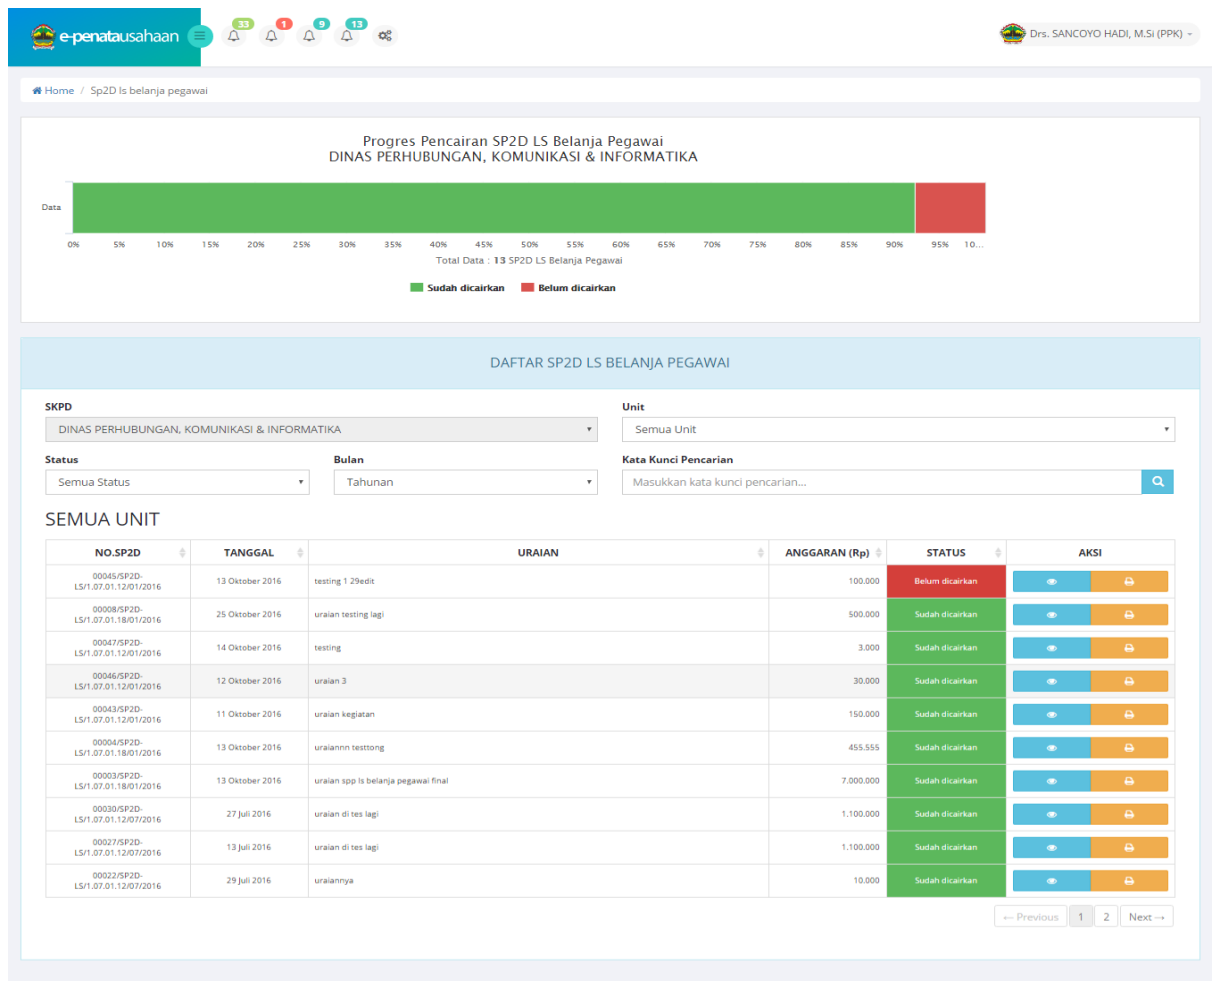 e-penatausahaan
33
1
9
13
Drs. SANCOYO HADI, M.Si (PPK)
Home / Sp2D ls belanja pegawai
Progres Pencairan SP2D LS Belanja Pegawai
DINAS PERHUBUNGAN, KOMUNIKASI & INFORMATIKA
Data
0% 5% 10% 15% 20% 25% 30% 35% 40% 45% 50% 55% 60% 65% 70% 75% 80% 85% 90% 95% 10...
Total Data : 13 SP2D LS Belanja Pegawai
Sudah dicairkan Belum dicairkan
DAFTAR SP2D LS BELANJA PEGAWAI
SKPD Unit
DINAS PERHUBUNGAN, KOMUNIKASI & INFORMATIKA Semua Unit
Status Bulan Kata Kunci Pencarian
Semua Status Tahunan Masukkan kata kunci pencarian...
SEMUA UNIT
NO.SP2D TANGGAL URAIAN ANGGARAN (Rp) STATUS AKSI
00045/SP2D-
LS/1.07.01.12/01/2016 13 Oktober 2016 testing 1 29edit 100.000 Belum dicairkan
00008/SP2D-
LS/1.07.01.18/01/2016 25 Oktober 2016 uraian testing lagi 500.000 Sudah dicairkan
00047/SP2D-
LS/1.07.01.12/01/2016 14 Oktober 2016 testing 3.000 Sudah dicairkan
00046/SP2D-
LS/1.07.01.12/01/2016 12 Oktober 2016 uraian 3 30.000 Sudah dicairkan
00043/SP2D-
LS/1.07.01.12/01/2016 11 Oktober 2016 uraian kegiatan 150.000 Sudah dicairkan
00004/SP2D-
LS/1.07.01.18/01/2016 13 Oktober 2016 uraiannn testtong 455.555 Sudah dicairkan
00003/SP2D-
LS/1.07.01.18/01/2016 13 Oktober 2016 uraian spp ls belanja pegawai final 7.000.000 Sudah dicairkan
00030/SP2D-
LS/1.07.01.12/07/2016 27 Juli 2016 uraian di tes lagi 1.100.000 Sudah dicairkan
00027/SP2D-
LS/1.07.01.12/07/2016 13 Juli 2016 uraian di tes lagi 1.100.000 Sudah dicairkan
00022/SP2D-
LS/1.07.01.12/07/2016 29 Juli 2016 uraiannya 10.000 Sudah dicairkan
← Previous 1 2 Next →